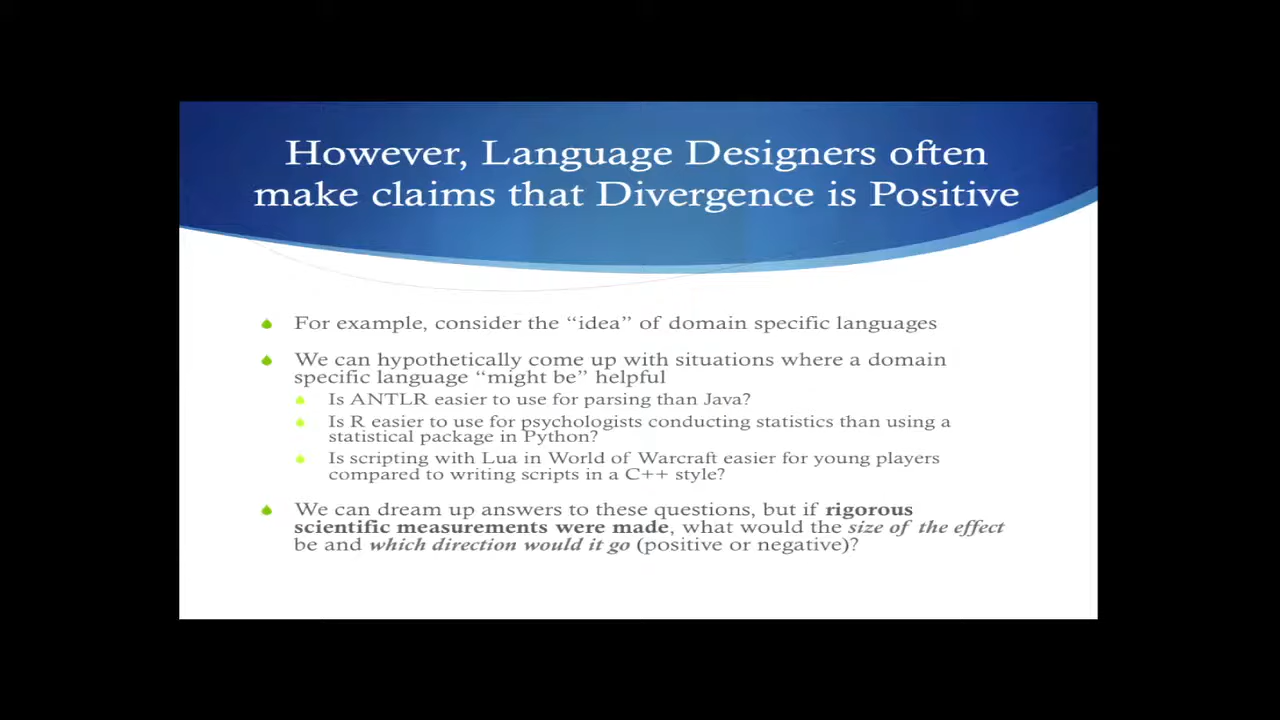 However, Language Designers often
make claims that Divergence is Positive
For example, consider the “idea” of domain specific languages
We can hypothetically come up with situations where a domain
specific language “might be” helpful
Is ANTLR easier to use for parsing than Java?
Is R easier to use for psychologists conducting statistics than using a
statistical package in Python?
Is scripting with Lua in World of Warcraft easier for young players
compared to writing scripts in a C++ style?
We can dream up answers to these questions, but if rigorous
scientific measurements were made, what would the size of the effect
be and which direction would it go (positive or negative)?